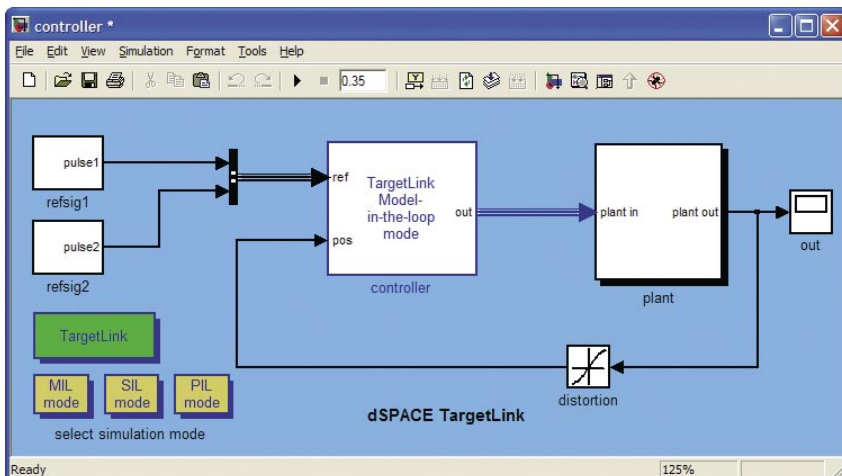 controller *
File Edit View Simulation Format Tools Help
0.35
pulse1
refsig1
pulse2
refsig2
ref
pos
TargetLink
Model-
in-the-loop
mode
out
controller
plant in
plant out
plant
out
distortion
TargetLink
MIL
mode
SIL
mode
PIL
mode
select simulation mode
dSPACE TargetLink
Ready
125%